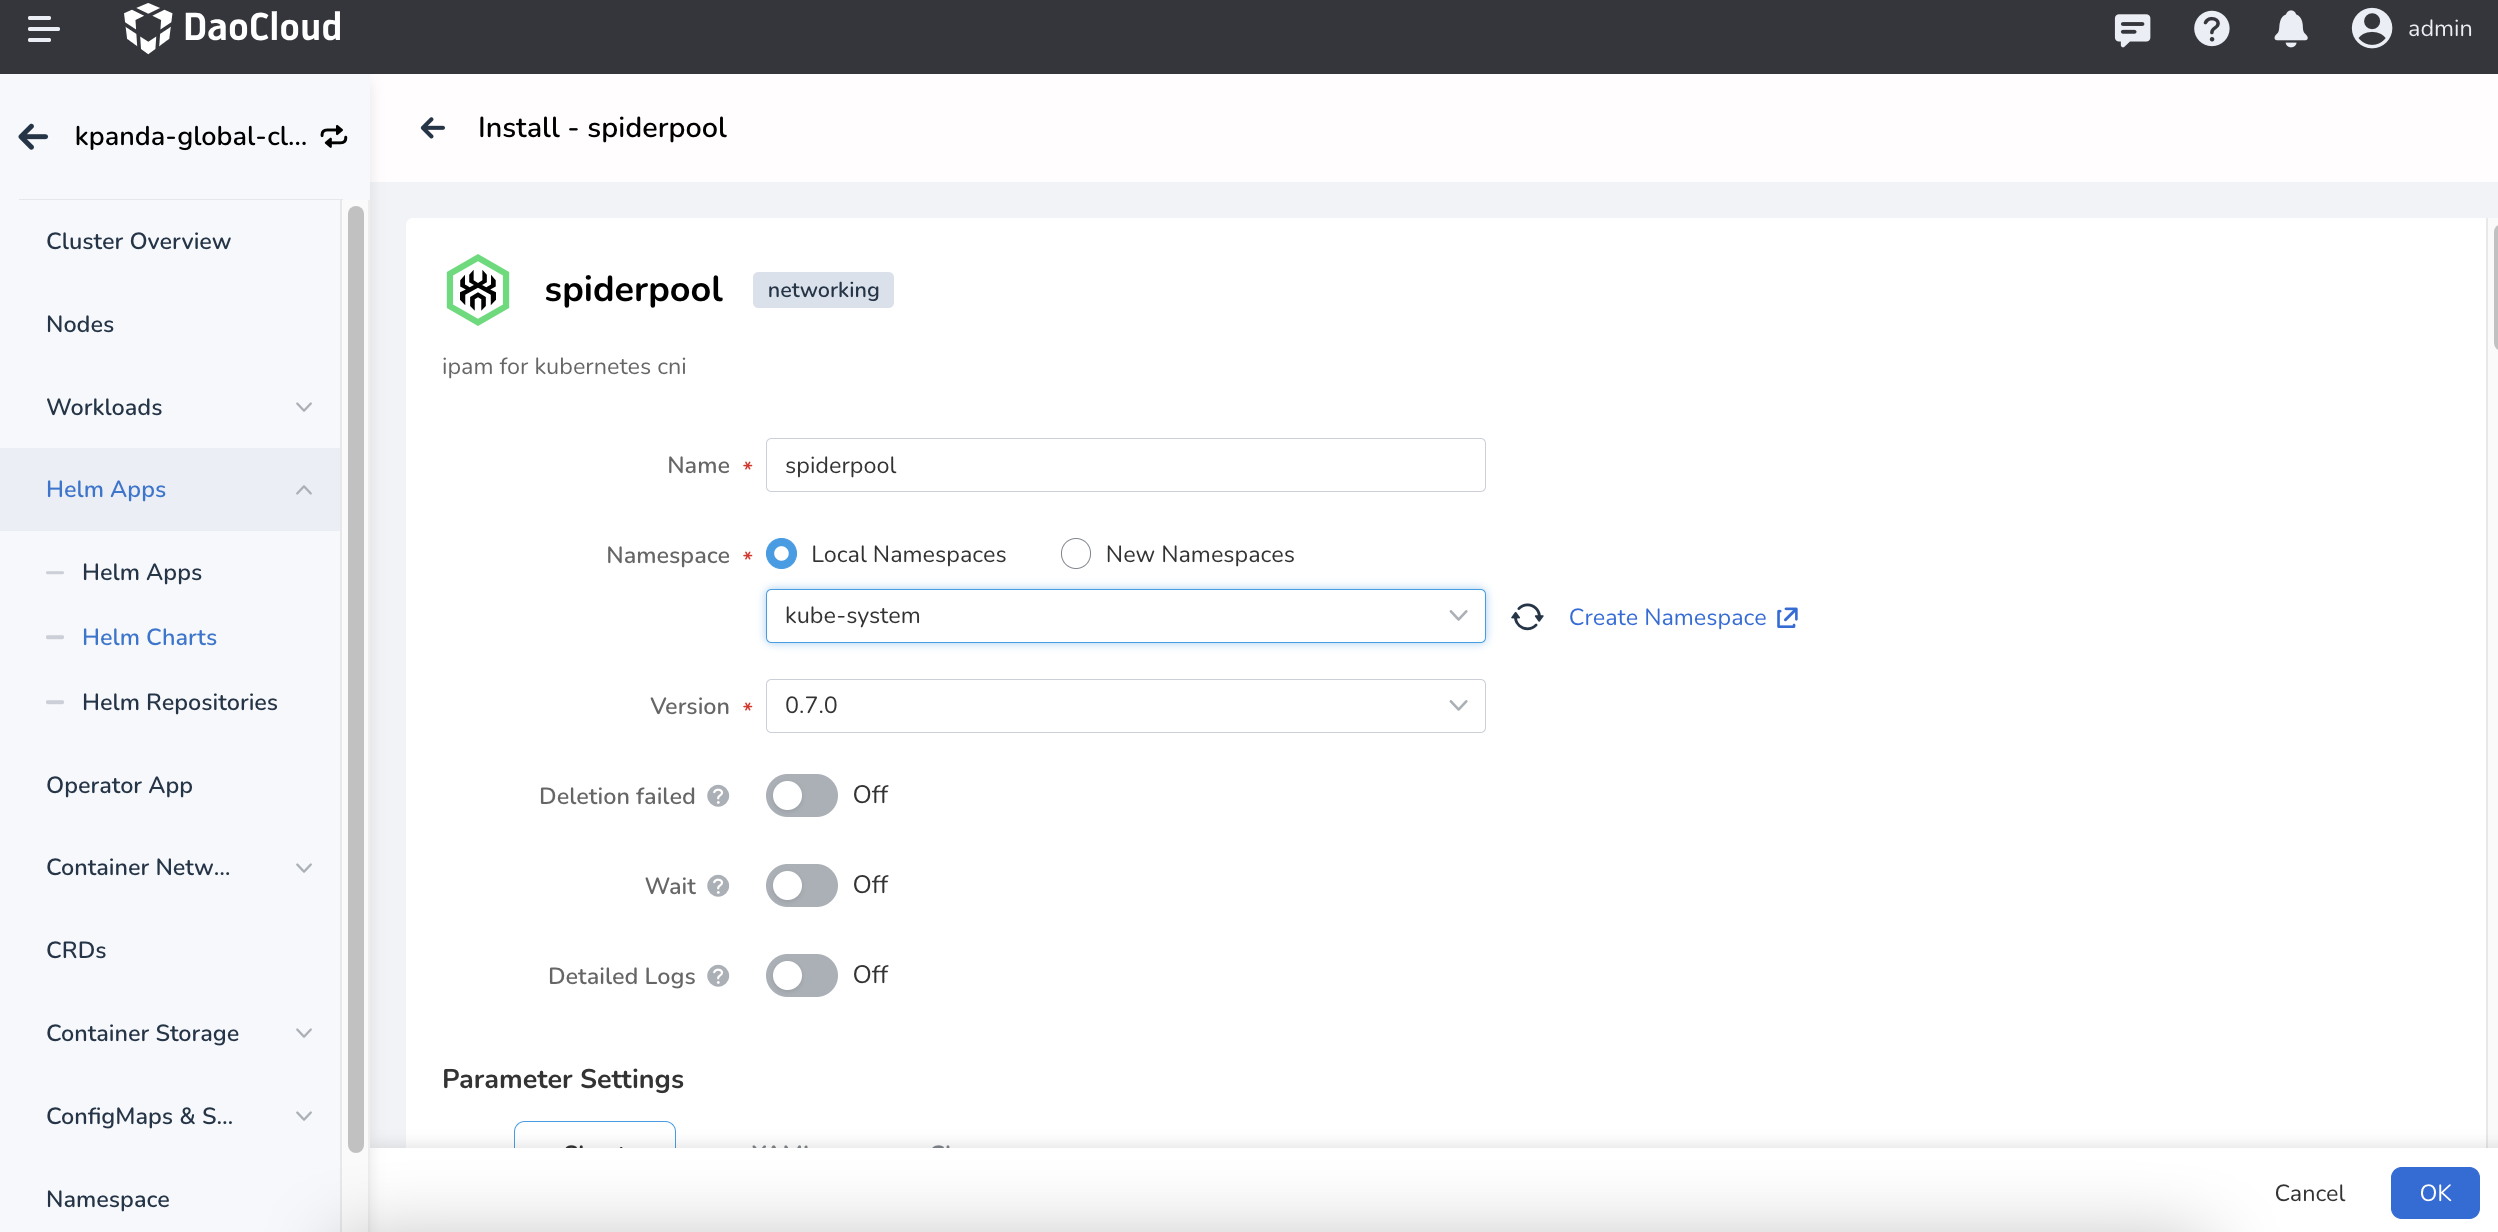 DaoCloud
admin
kpanda-global-cl...
Install - spiderpool
Cluster Overview
Nodes
Workloads
Helm Apps
Helm Apps
Helm Charts
Helm Repositories
Operator App
Container Netw...
CRDs
Container Storage
ConfigMaps & S...
Namespace
spiderpool
networking
ipam for kubernetes cni
Name * spiderpool
Namespace * Local Namespaces New Namespaces
kube-system
Create Namespace
Version * 0.7.0
Deletion failed ? Off
Wait ? Off
Detailed Logs ? Off
Parameter Settings
Cancel
OK